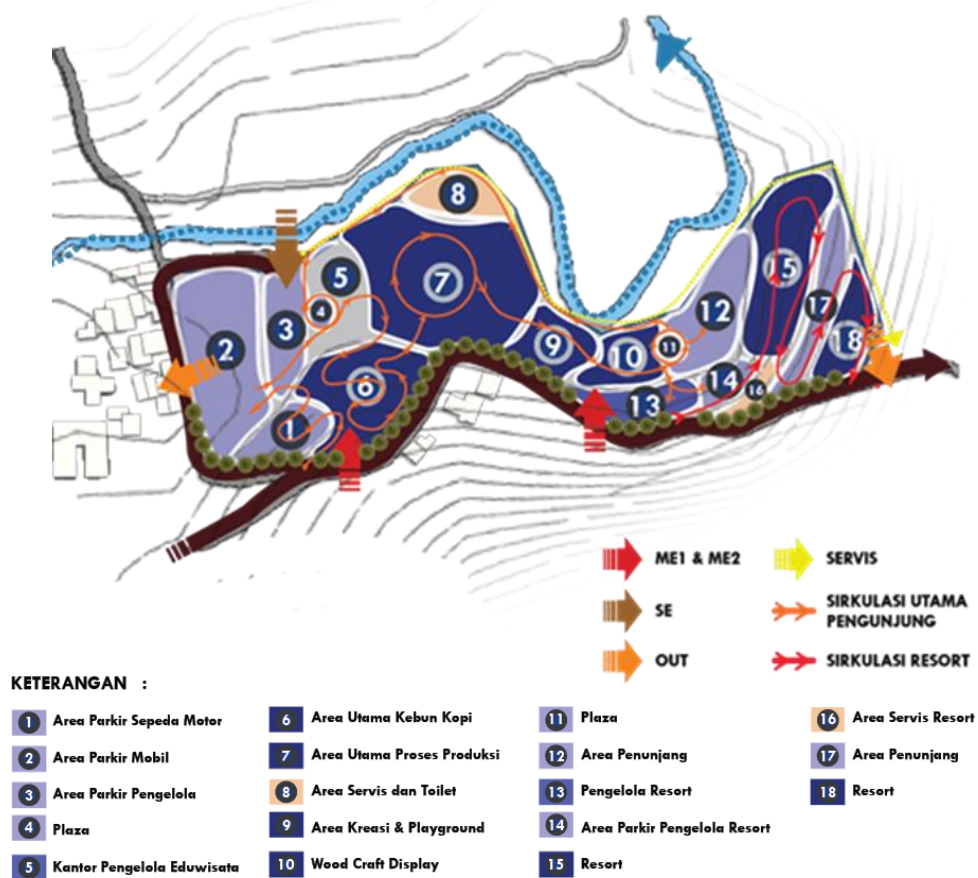 8
5
7
4
3
2
12
15
17
9
10
11
18
6
14
16
13
1
ME1 & ME2
SERVIS
SE
SIRKULASI UTAMA
PENGUNJUNG
OUT
SIRKULASI RESORT
KETERANGAN :
1 Area Parkir Sepeda Motor
2 Area Parkir Mobil
3 Area Parkir Pengelola
4 Plaza
5 Kantor Pengelola Eduwisata
6 Area Utama Kebun Kopi
7 Area Utama Proses Produksi
8 Area Servis dan Toilet
9 Area Kreasi & Playground
10 Wood Craft Display
11 Plaza
12 Area Penunjang
13 Pengelola Resort
14 Area Parkir Pengelola Resort
15 Resort
16 Area Servis Resort
17 Area Penunjang
18 Resort